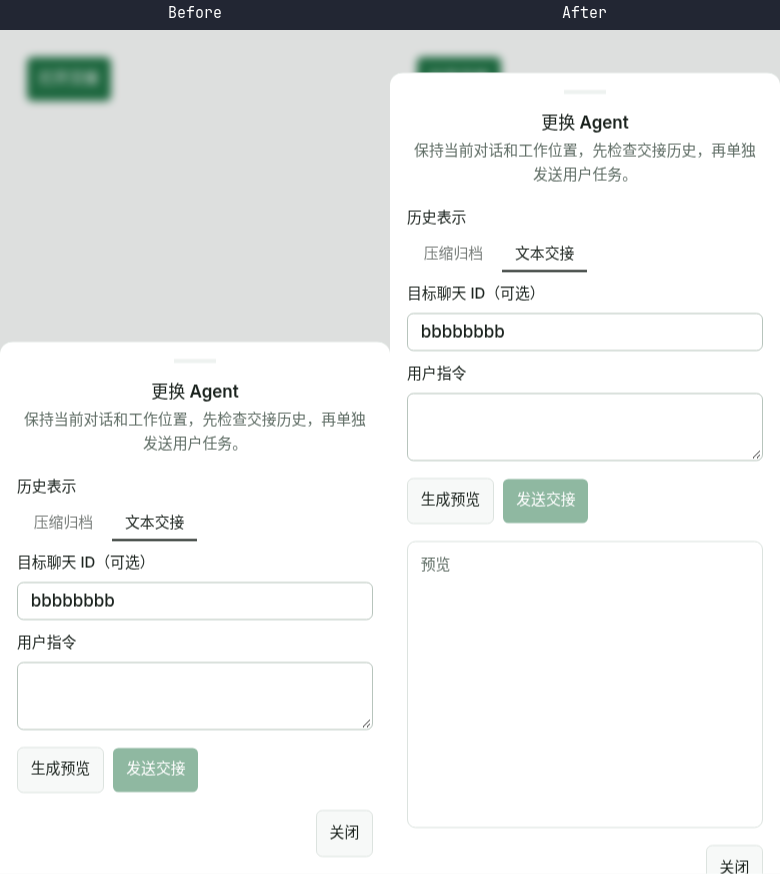 Before
After
更换 Agent
保持当前对话和工作位置，先检查交接历史，再单独
发送用户任务。
历史表示
压缩归档
文本交接
目标聊天 ID（可选）
bbbbbbbb
用户指令
生成预览
发送交接
关闭
更换 Agent
保持当前对话和工作位置，先检查交接历史，再单独
发送用户任务。
历史表示
压缩归档
文本交接
目标聊天 ID（可选）
bbbbbbbb
用户指令
生成预览
发送交接
预览
关闭